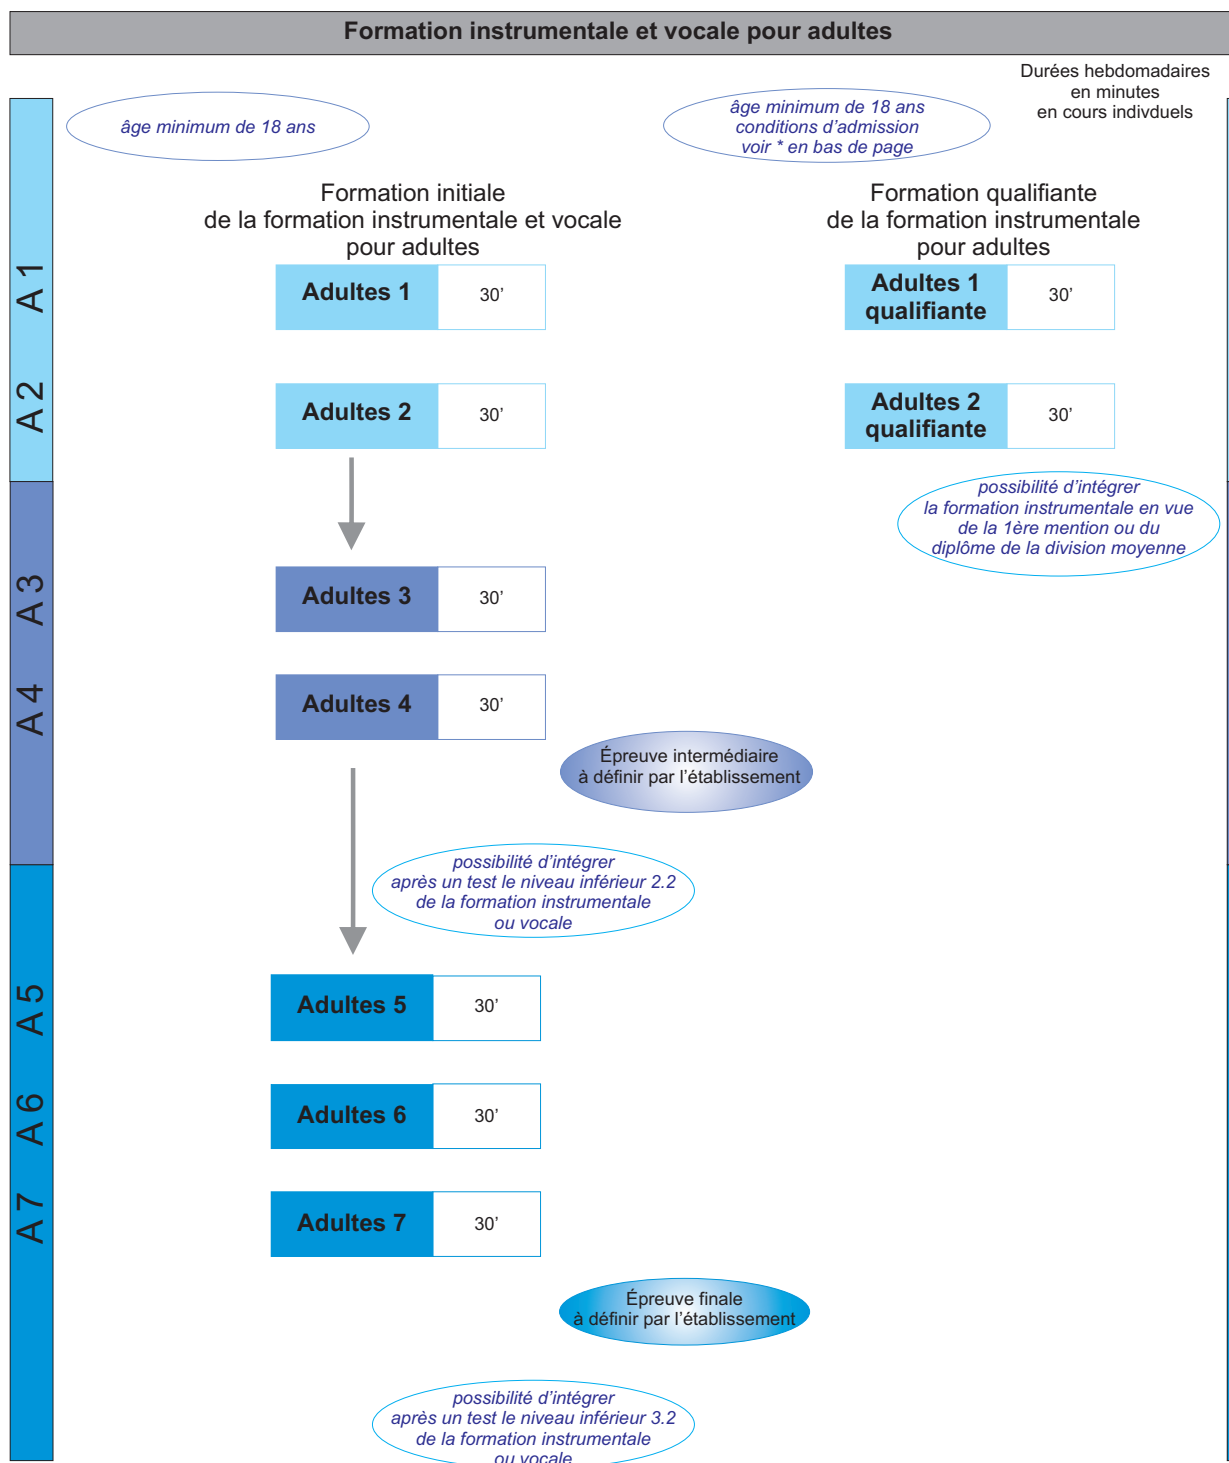 Formation instrumentale et vocale pour adultes
Durées hebdomadaires
en minutes
en cours indivduels
âge minimum de 18 ans
âge minimum de 18 ans
conditions d'admission
voir * en bas de page
Formation initiale
de la formation instrumentale et vocale
pour adultes
Formation qualifiante
de la formation instrumentale
pour adultes
A1
Adultes 1
30'
Adultes 1
qualifiante
30'
A2
Adultes 2
30'
Adultes 2
qualifiante
30'
possibilité d'intégrer
la formation instrumentale en vue
de la 1ère mention ou du
diplôme de la division moyenne
A3
Adultes 3
30'
A4
Adultes 4
30'
Épreuve intermédiaire
à définir par l'établissement
possibilité d'intégrer
après un test le niveau inférieur 2.2
de la formation instrumentale
ou vocale
A5
Adultes 5
30'
A6
Adultes 6
30'
A7
Adultes 7
30'
Épreuve finale
à définir par l'établissement
possibilité d'intégrer
après un test le niveau inférieur 3.2
de la formation instrumentale
ou vocale